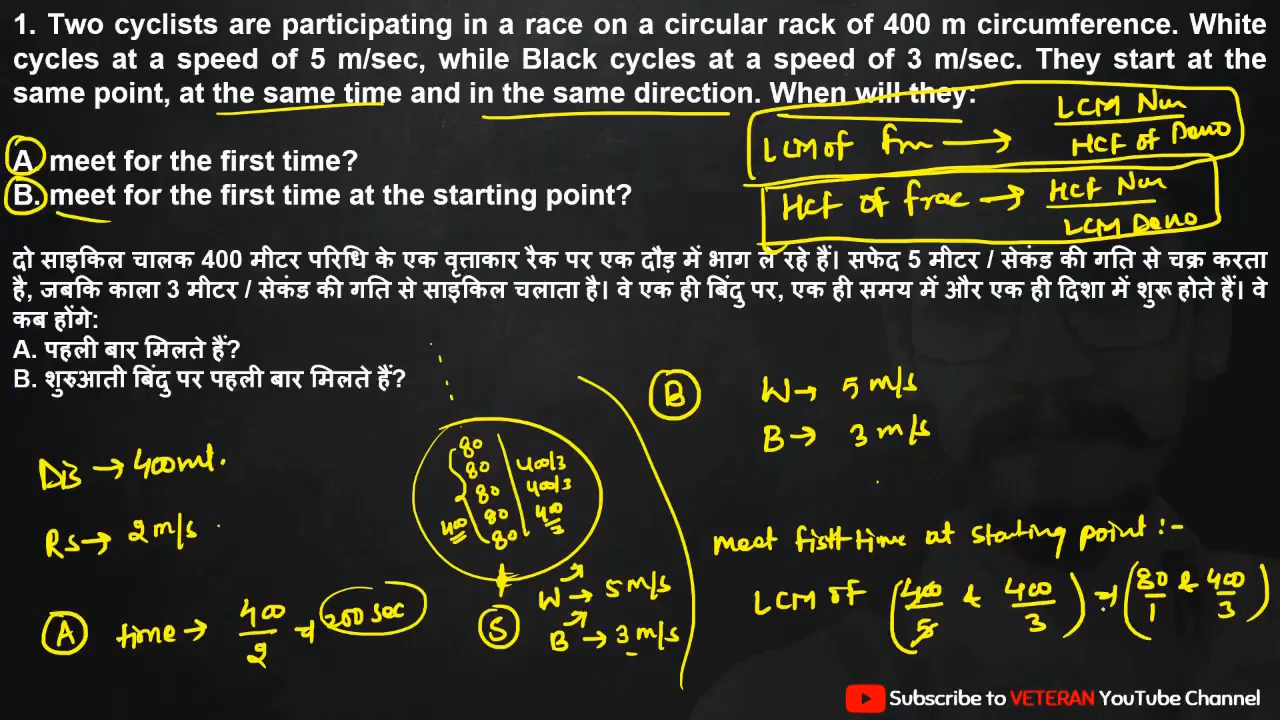 1. Two cyclists are participating in a race on a circular rack of 400 m circumference. White
cycles at a speed of 5 m/sec, while Black cycles at a speed of 3 m/sec. They start at the
same point, at the same time and in the same direction. When will they:
LCM of frn → LCM Nur / HCF of Deno
A meet for the first time?
B. meet for the first time at the starting point?
HCF of frac → HCF Nur / LCM Deno
दो साइकिल चालक 400 मीटर परिधि के एक वृत्ताकार रैक पर एक दौड़ में भाग ले रहे हैं। सफेद 5 मीटर / सेकंड की गति से चक्र करता
है, जबकि काला 3 मीटर / सेकंड की गति से साइकिल चलाता है। वे एक ही बिंदु पर, एक ही समय में और एक ही दिशा में शुरू होते हैं। वे
कब होंगे:
A. पहली बार मिलते हैं?
B. शुरुआती बिंदु पर पहली बार मिलते हैं?
Dis → 400mt.
RS → 2 m/s
A time → 400/2 → 200 sec
80
80
80
80
80
400
400/3
400/3
400/3
S
W → 5 m/s
B → 3 m/s
B
W → 5 m/s
B → 3 m/s
meet fistt time at starting point :-
LCM of (400/5 & 400/3) → (80/1 & 400/3)
Subscribe to VETERAN YouTube Channel